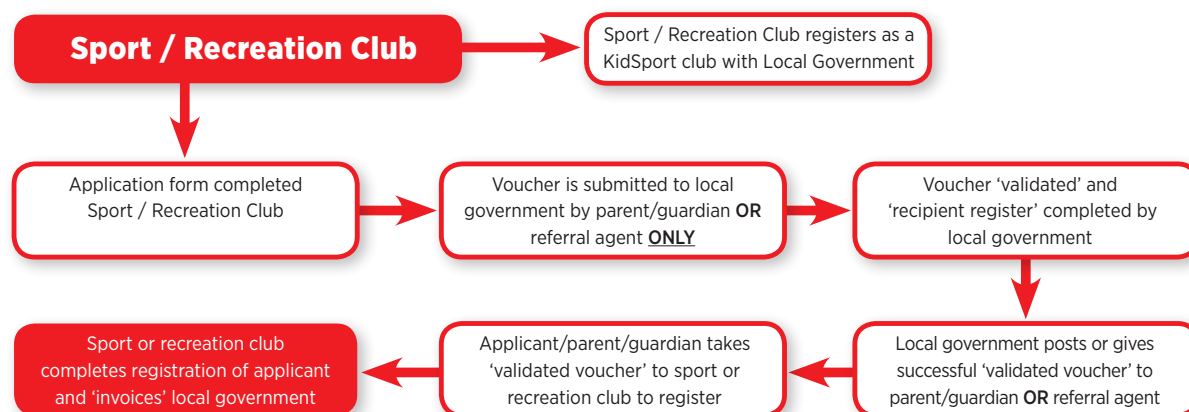 Sport / Recreation Club
Sport / Recreation Club registers as a
KidSport club with Local Government
Application form completed
Sport / Recreation Club
Voucher is submitted to local
government by parent/guardian OR
referral agent ONLY
Voucher ‘validated’ and
‘recipient register’ completed by
local government
Sport or recreation club
completes registration of applicant
and ‘invoices’ local government
Applicant/parent/guardian takes
‘validated voucher’ to sport or
recreation club to register
Local government posts or gives
successful ‘validated voucher’ to
parent/guardian OR referral agent